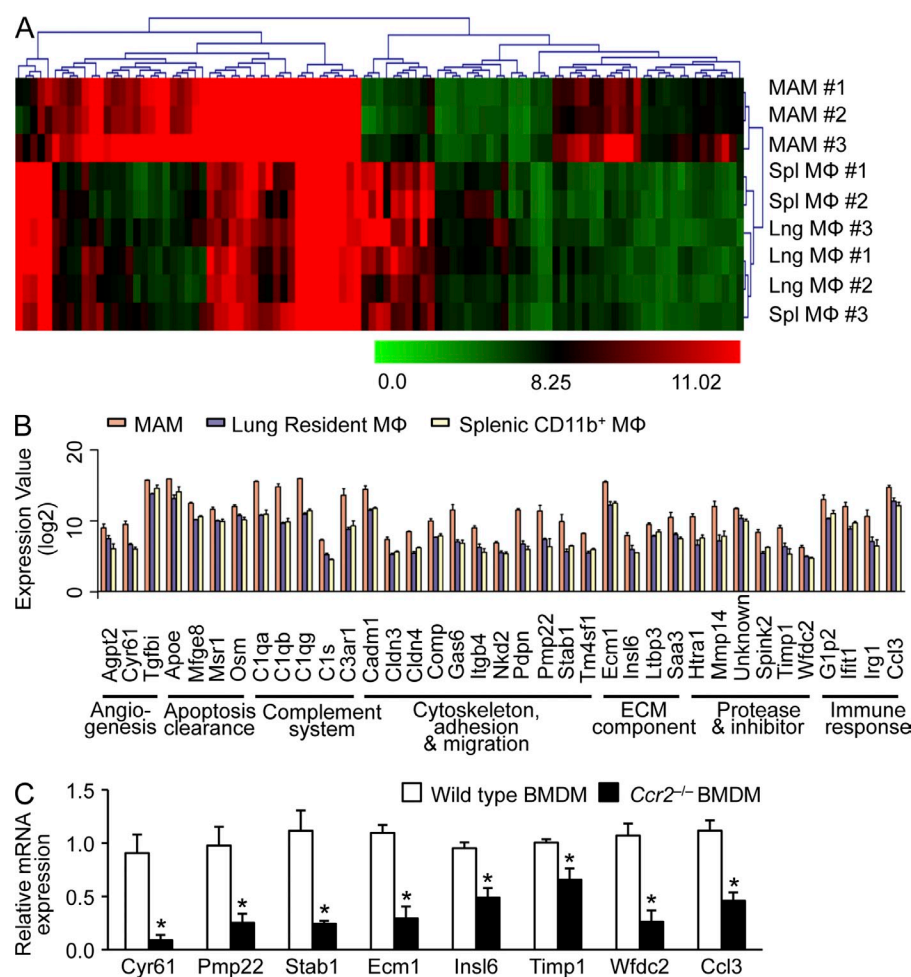 A
MAM #1
MAM #2
MAM #3
Spl MΦ #1
Spl MΦ #2
Lng MΦ #3
Lng MΦ #1
Lng MΦ #2
Spl MΦ #3
0.0 8.25 11.02
B
MAM Lung Resident MΦ Splenic CD11b+ MΦ
Expression Value
(log2)
20
10
0
Agpt2 Cyr61 Tgfbi Apoe Mfge8 Msr1 Osm C1qa C1qb C1qg C1s C3ar1 Cadm1 Cldn3 Cldn4 Comp Gas6 Itgb4 Nkd2 Pdpn Pmp22 Stab1 Tm4sf1 Ecm1 Insl6 Ltbp3 Saa3 Htra1 Mmp14 Unknown Spink2 Timp1 Wfdc2 G1p2 Ifit1 Irg1 Ccl3
Angio-
genesis
Apoptosis
clearance
Complement
system
Cytoskeleton,
adhesion
& migration
ECM
component
Protease
& inhibitor
Immune
response
C
Wild type BMDM Ccr2–/– BMDM
Relative mRNA
expression
1.5
1.0
0.5
0
* * * * * * * *
Cyr61 Pmp22 Stab1 Ecm1 Insl6 Timp1 Wfdc2 Ccl3